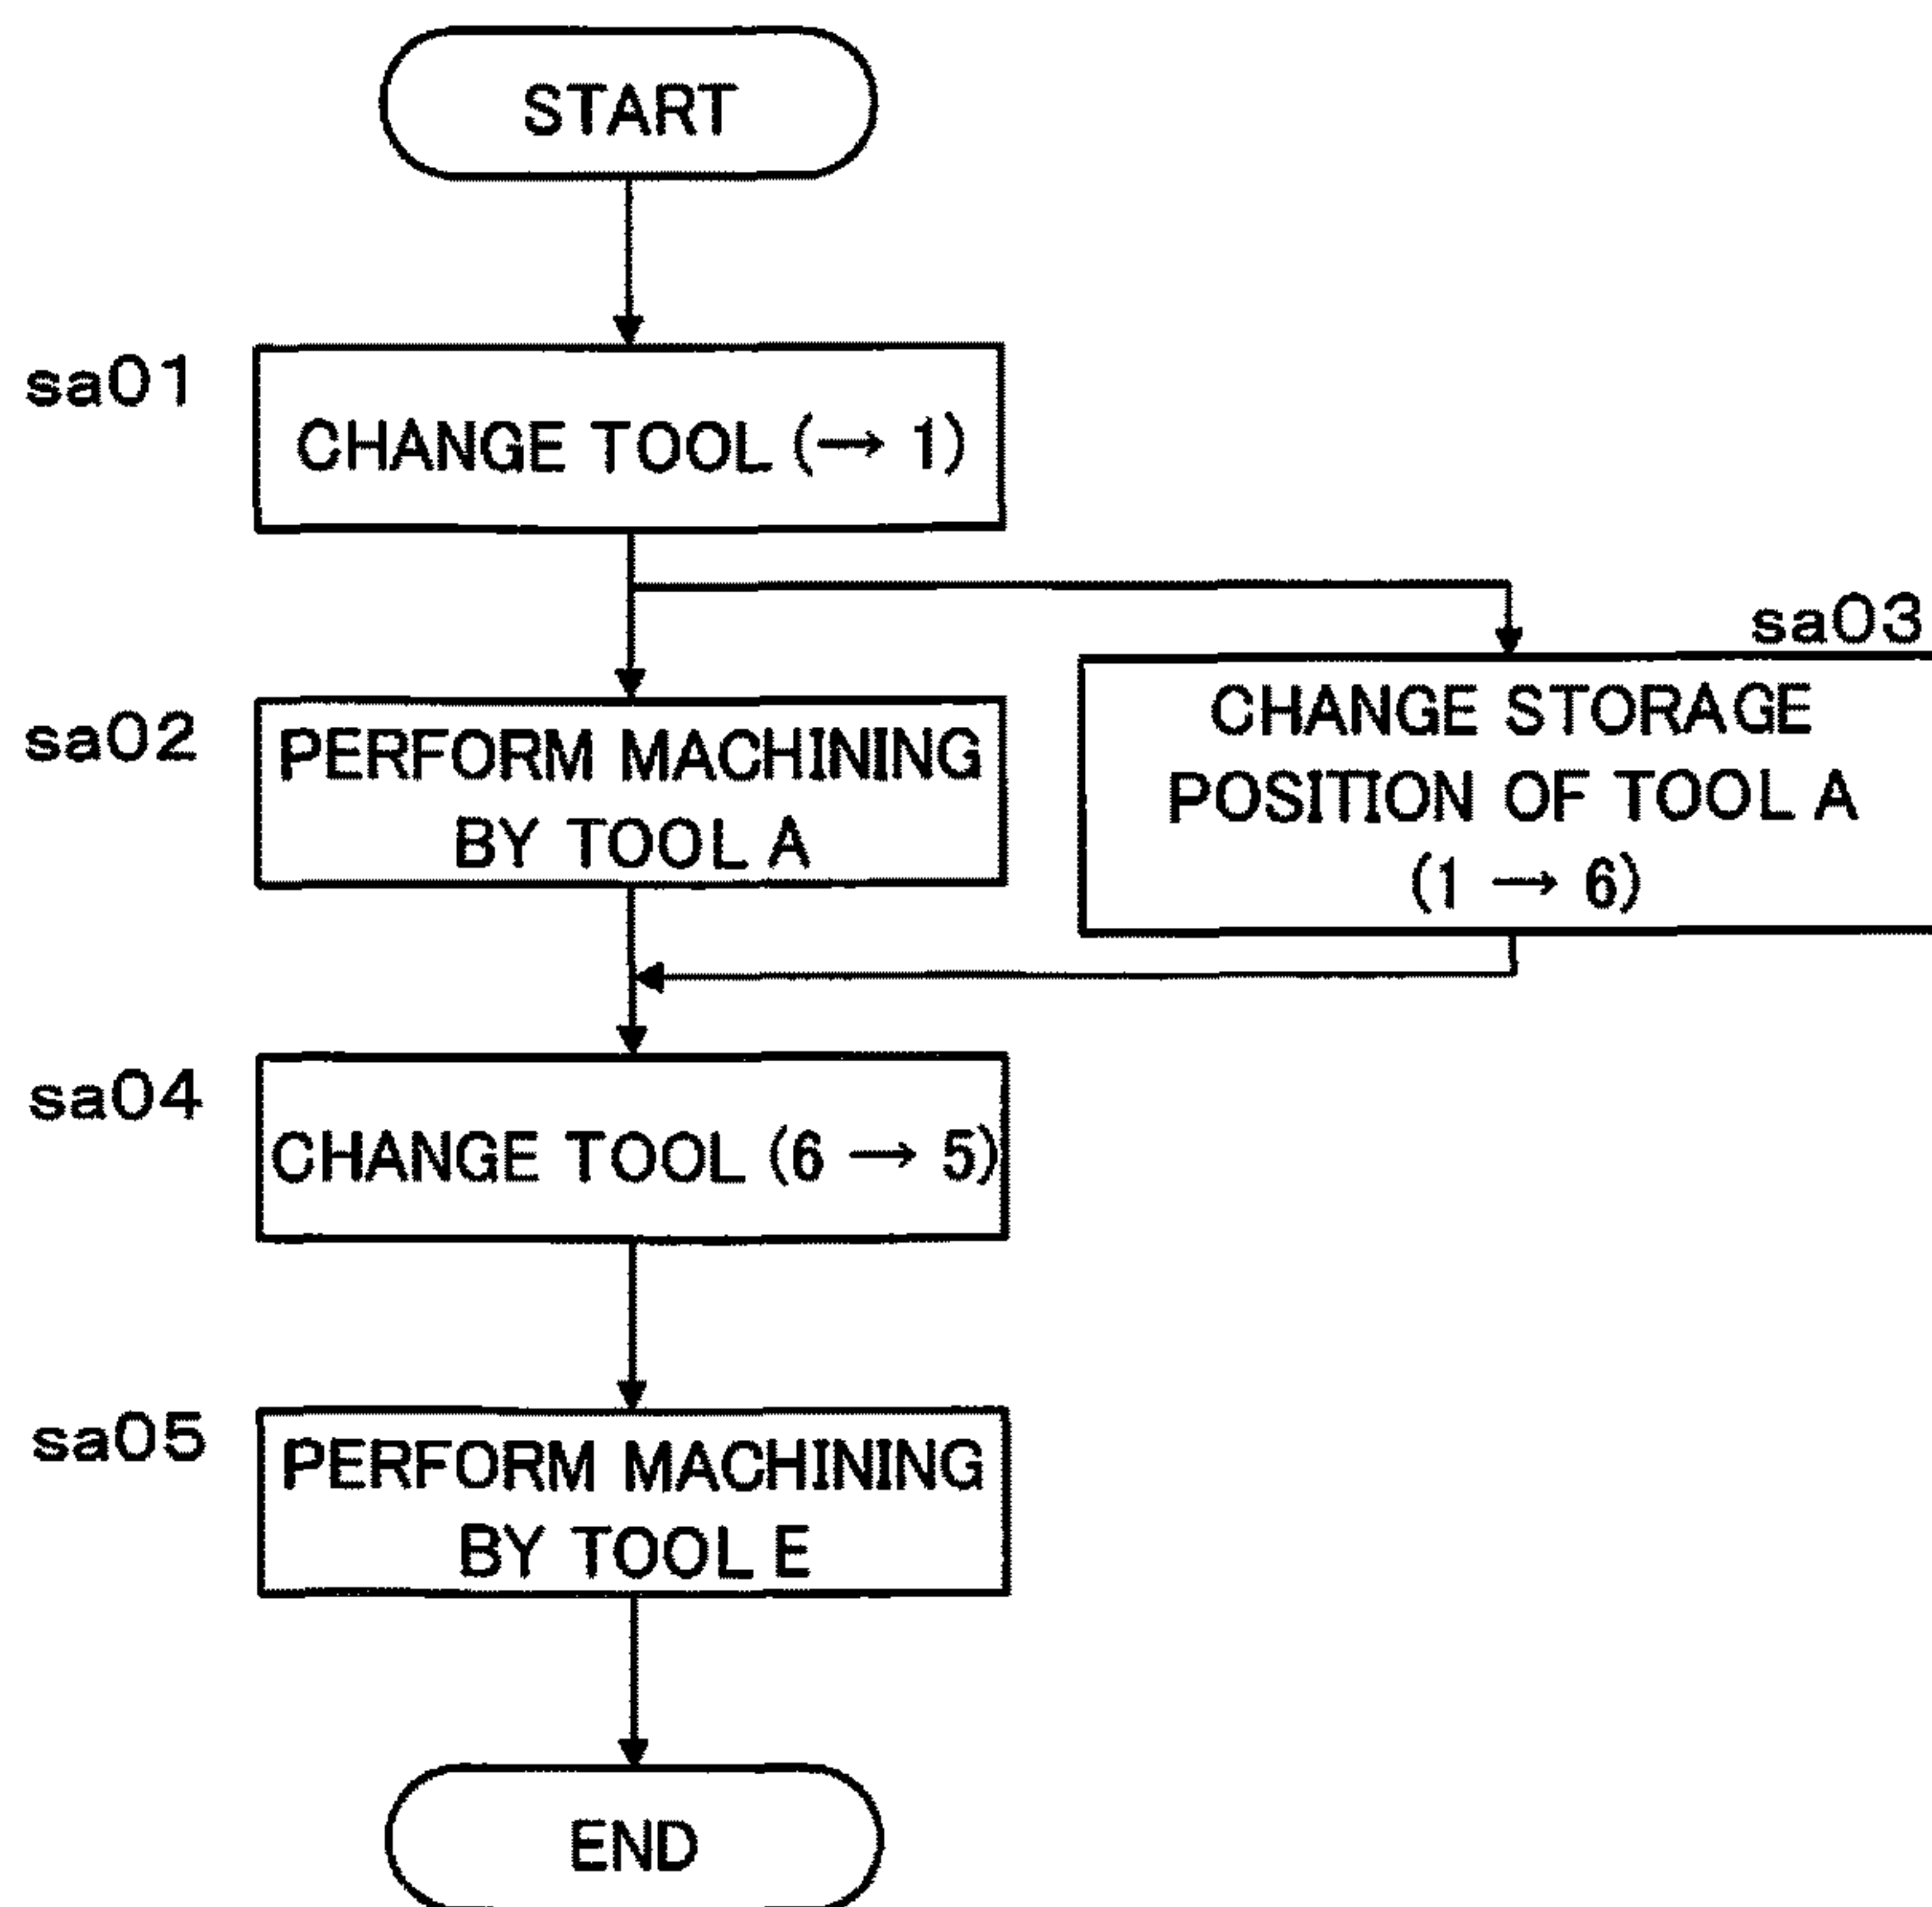 START
sa01
CHANGE TOOL (→ 1)
sa03
CHANGE STORAGE
POSITION OF TOOL A
(1 → 6)
sa02
PERFORM MACHINING
BY TOOL A
sa04
CHANGE TOOL (6 → 5)
sa05
PERFORM MACHINING
BY TOOL E
END